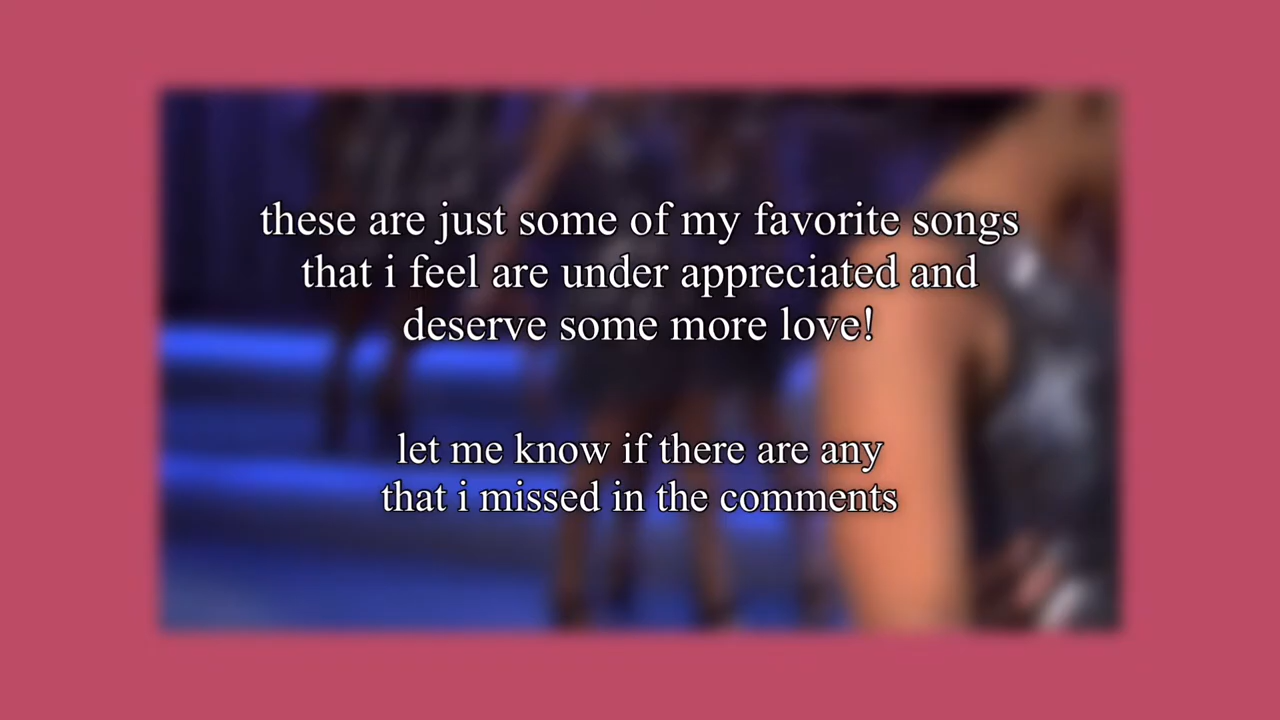 these are just some of my favorite songs
that i feel are under appreciated and
deserve some more love!
let me know if there are any
that i missed in the comments